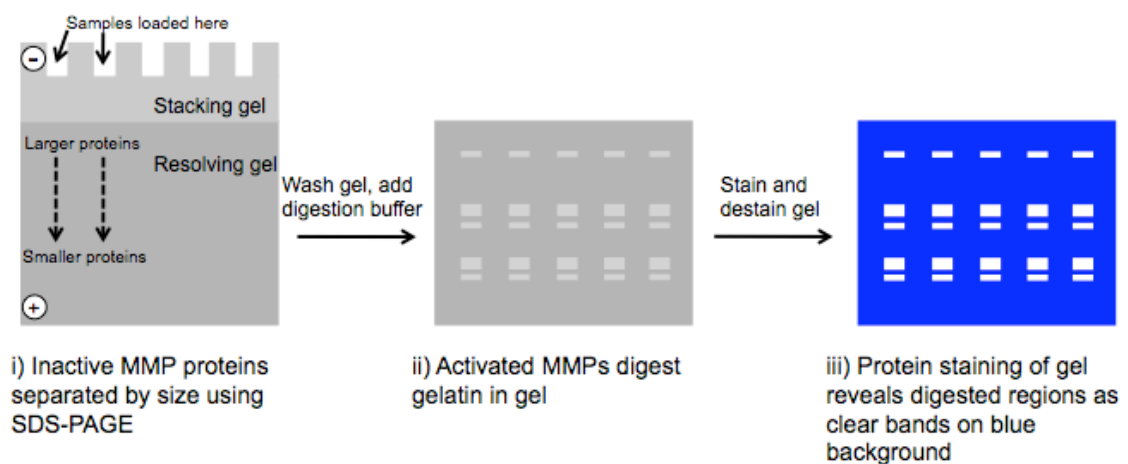 Samples loaded here
-
Stacking gel
Larger proteins
Resolving gel
Smaller proteins
+
Wash gel, add
digestion buffer
Stain and
destain gel
i) Inactive MMP proteins
separated by size using
SDS-PAGE
ii) Activated MMPs digest
gelatin in gel
iii) Protein staining of gel
reveals digested regions as
clear bands on blue
background